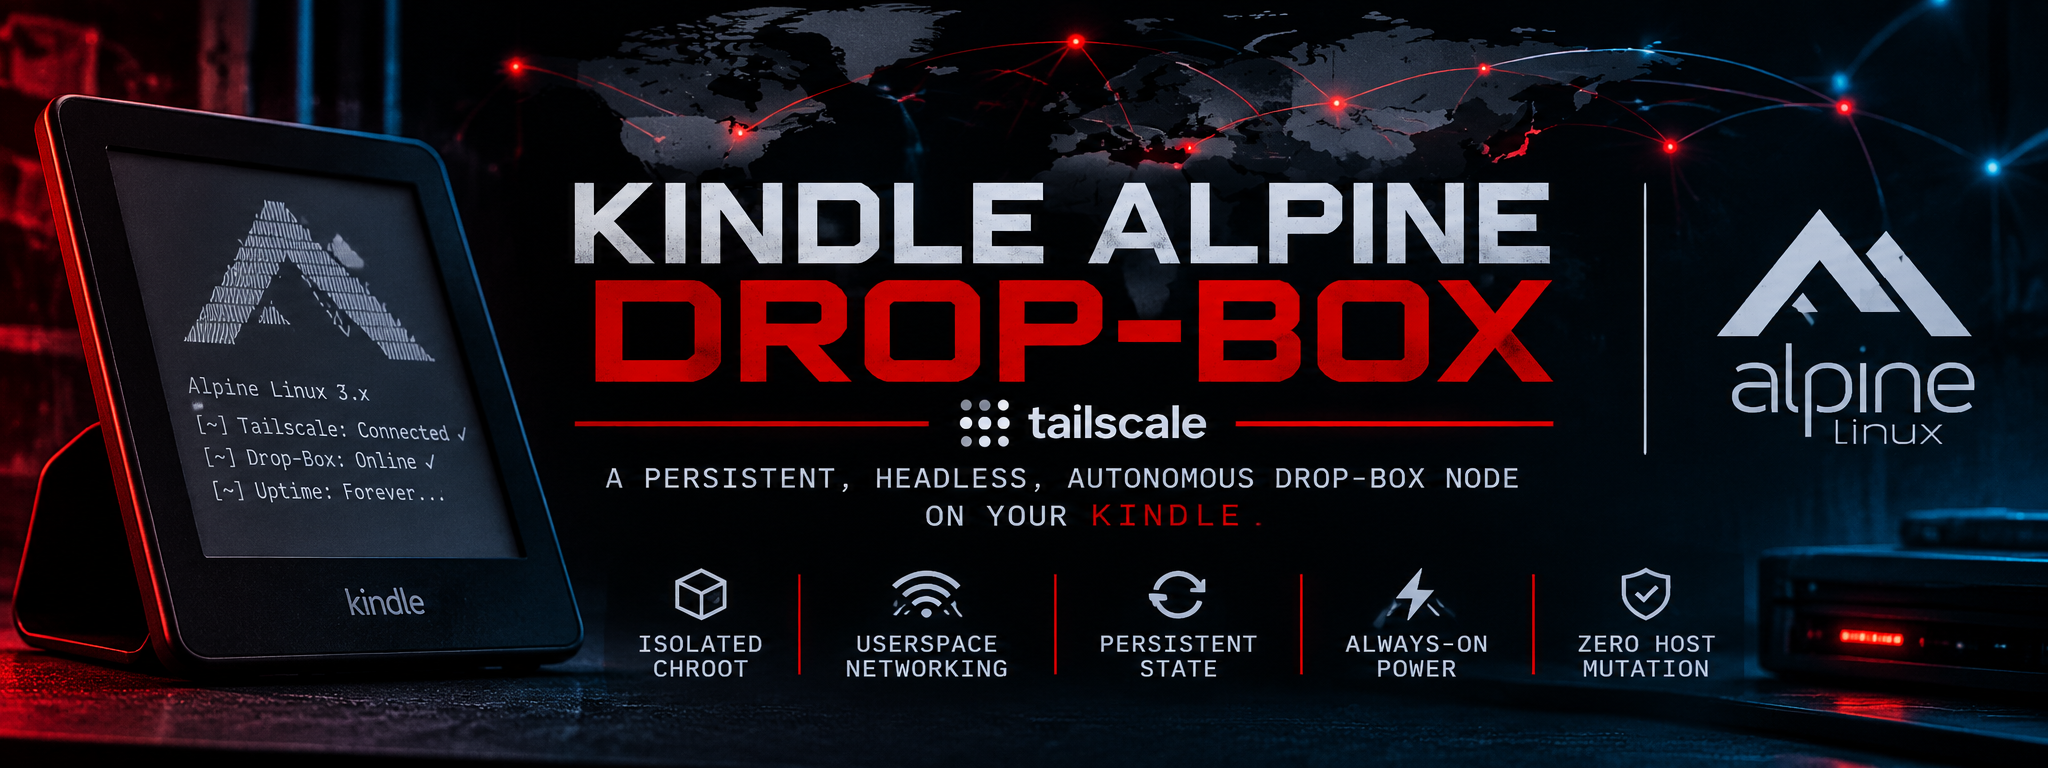 KINDLE ALPINE
DROP-BOX
tailscale
A PERSISTENT, HEADLESS, AUTONOMOUS DROP-BOX NODE
ON YOUR KINDLE.
Alpine Linux 3.x
[~] Tailscale: Connected ✓
[~] Drop-Box: Online ✓
[~] Uptime: Forever...
kindle
alpine
Linux
ISOLATED
CHROOT
USERSPACE
NETWORKING
PERSISTENT
STATE
ALWAYS-ON
POWER
ZERO HOST
MUTATION